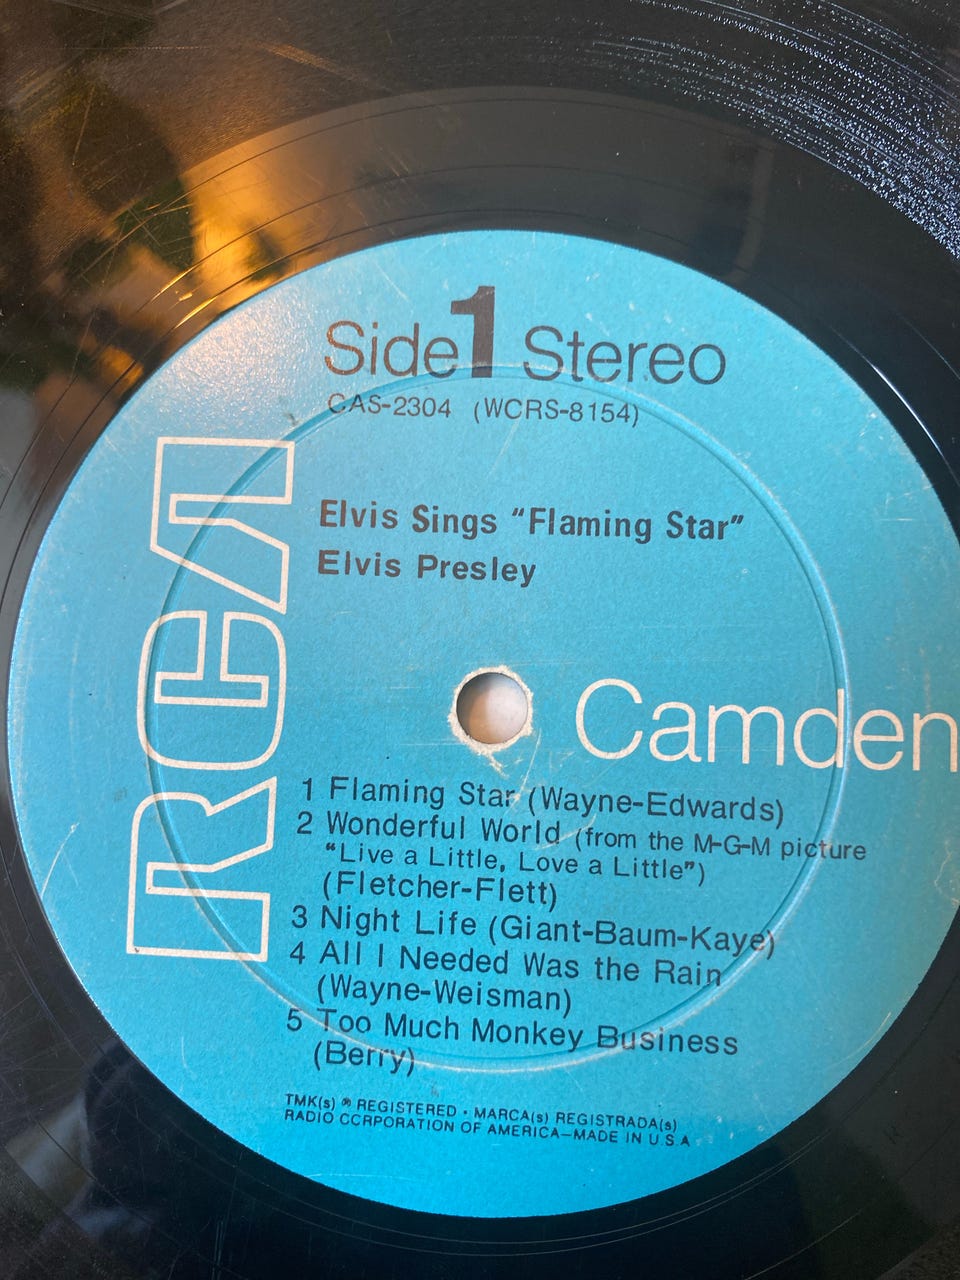 Side 1 Stereo
CAS-2304 (WCRS-8154)
RCA
Elvis Sings “Flaming Star”
Elvis Presley
Camden
1 Flaming Star (Wayne-Edwards)
2 Wonderful World (from the M-G-M picture
“Live a Little, Love a Little”)
(Fletcher-Flett)
3 Night Life (Giant-Baum-Kaye)
4 All I Needed Was the Rain
(Wayne-Weisman)
5 Too Much Monkey Business
(Berry)
TMK(s) ® REGISTERED • MARCA(s) REGISTRADA(s)
RADIO CORPORATION OF AMERICA—MADE IN U.S.A